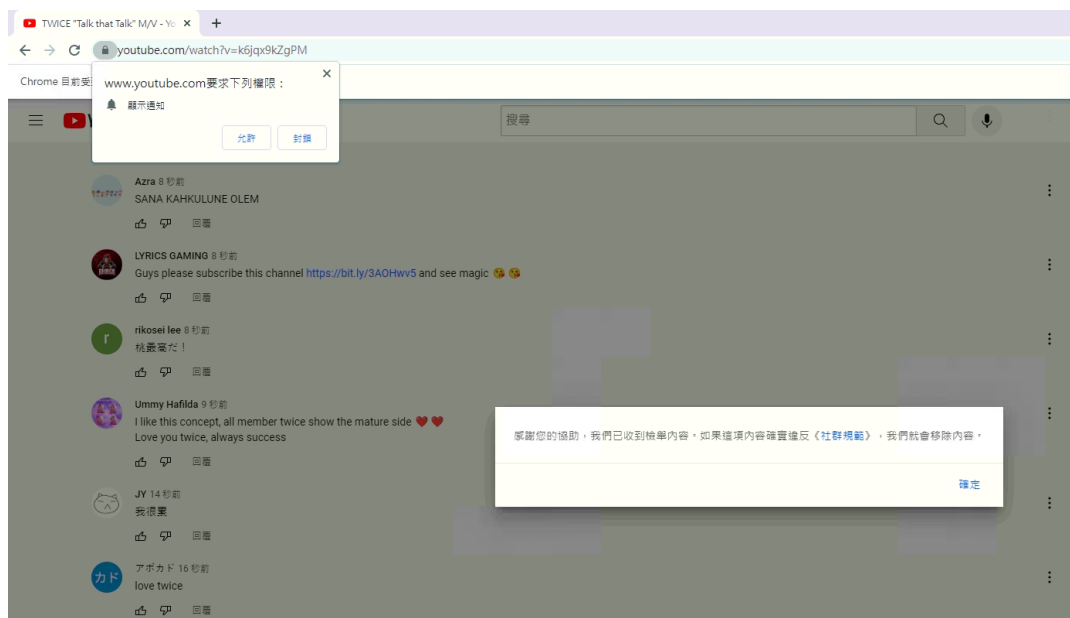 TWICE "Talk that Talk" M/V - Yo
youtube.com/watch?v=k6jqx9kZgPM
Chrome 目前受
www.youtube.com要求下列權限：
顯示通知
允許
封鎖
搜尋
Azra 8 秒前
SANA KAHKULUNE OLEM
回覆
LYRICS GAMING 8 秒前
Guys please subscribe this channel https://bit.ly/3AOHwv5 and see magic 😘 😘
回覆
r
rikosei lee 8 秒前
桃最高だ！
回覆
Ummy Hafilda 9 秒前
I like this concept, all member twice show the mature side ❤️ ❤️
Love you twice, always success
回覆
感謝您的協助，我們已收到檢舉內容。如果這項內容確實違反《社群規範》，我們就會移除內容。
確定
JY 14 秒前
我很累
回覆
カド
アボカド 16 秒前
love twice
回覆